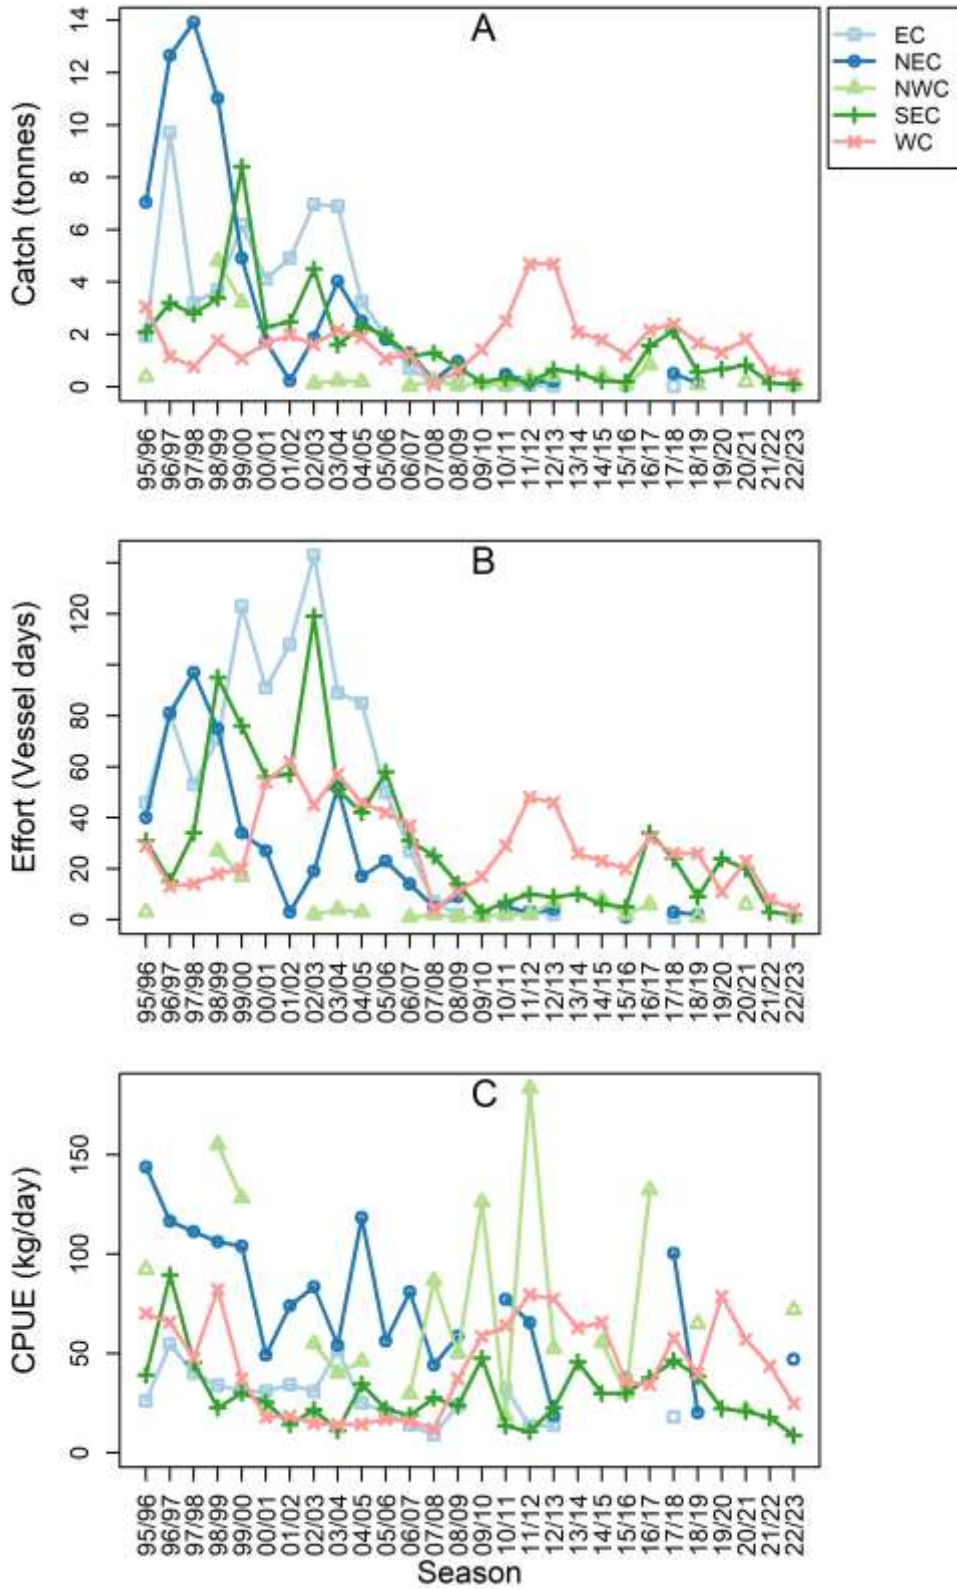 A
EC
NEC
NWC
SEC
WC
Catch (tonnes)
14
12
10
8
6
4
2
0
95/96 96/97 97/98 98/99 99/00 00/01 01/02 02/03 03/04 04/05 05/06 06/07 07/08 08/09 09/10 10/11 11/12 12/13 13/14 14/15 15/16 16/17 17/18 18/19 19/20 20/21 21/22 22/23
B
Effort (Vessel days)
120
80
60
40
20
0
95/96 96/97 97/98 98/99 99/00 00/01 01/02 02/03 03/04 04/05 05/06 06/07 07/08 08/09 09/10 10/11 11/12 12/13 13/14 14/15 15/16 16/17 17/18 18/19 19/20 20/21 21/22 22/23
C
CPUE (kg/day)
150
100
50
0
95/96 96/97 97/98 98/99 99/00 00/01 01/02 02/03 03/04 04/05 05/06 06/07 07/08 08/09 09/10 10/11 11/12 12/13 13/14 14/15 15/16 16/17 17/18 18/19 19/20 20/21 21/22 22/23
Season